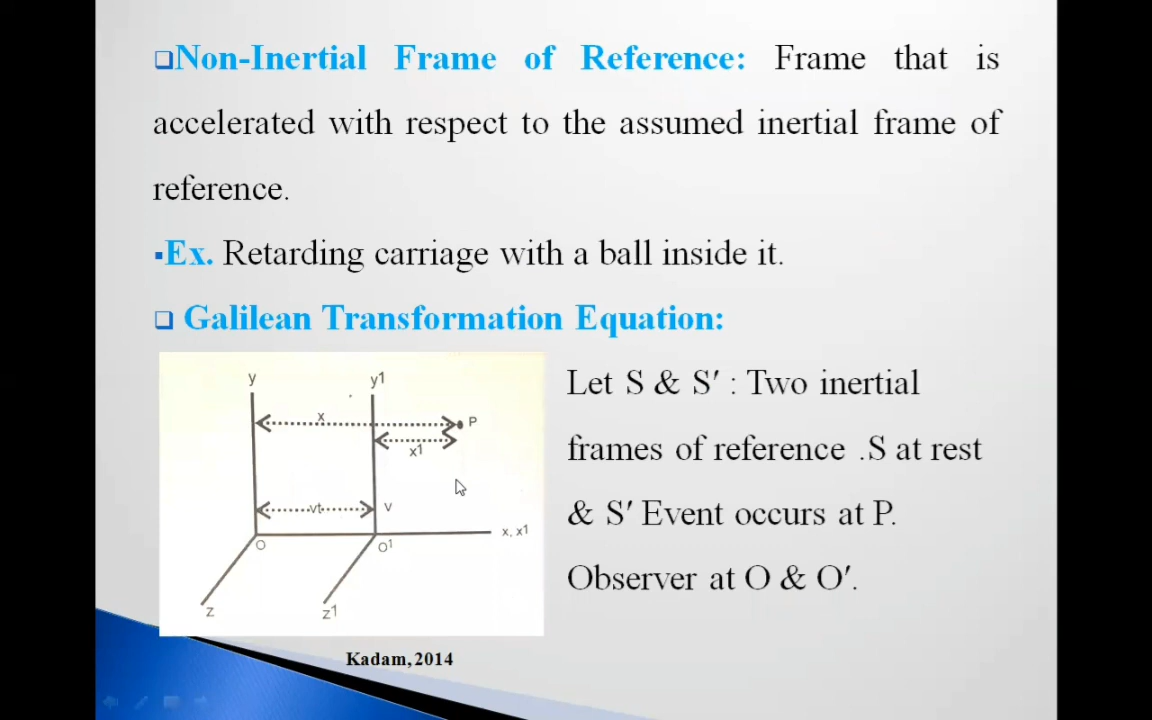 ❑Non-Inertial Frame of Reference: Frame that is
accelerated with respect to the assumed inertial frame of
reference.
▪Ex. Retarding carriage with a ball inside it.
❑ Galilean Transformation Equation:
y
y1
x
P
x1
vt
V
x, x1
O
O1
z
z1
Let S & S′ : Two inertial
frames of reference .S at rest
& S′ Event occurs at P.
Observer at O & O′.
Kadam,2014